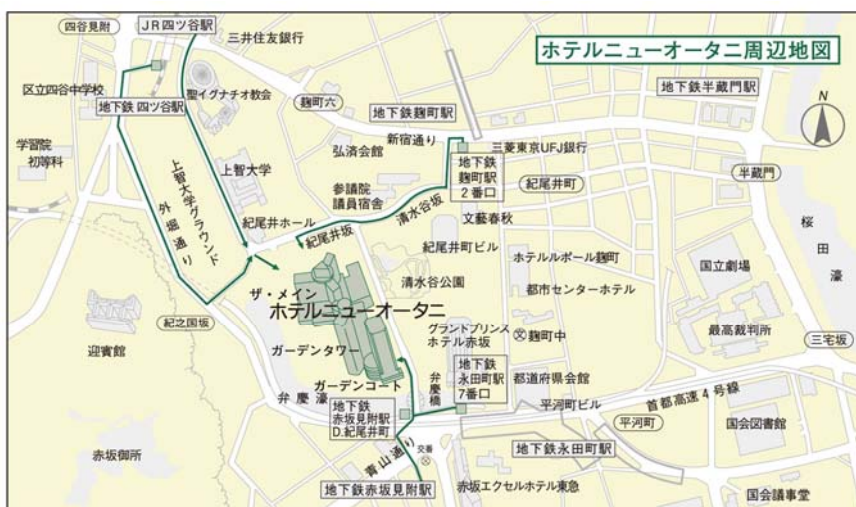 ホテルニューオータニ周辺地図
四谷見附
JR四ツ谷駅
三井住友銀行
区立四谷中学校
地下鉄 四ツ谷駅
聖イグナチオ教会
麹町六
地下鉄麹町駅
地下鉄半蔵門駅
N
新宿通り
三菱東京UFJ銀行
学習院
初等科
上智大学
弘済会館
地下鉄
麹町駅
2番口
半蔵門
上智大学グラウンド
外堀通り
参議院
議員宿舎
紀尾井町
清水谷坂
文藝春秋
桜田濠
紀尾井ホール
紀尾井坂
紀尾井町ビル
ホテルルポール麹町
国立劇場
清水谷公園
都市センターホテル
ザ・メイン
ホテルニューオータニ
グランドプリンス
ホテル赤坂
麹町中
最高裁判所
紀之国坂
迎賓館
ガーデンタワー
三宅坂
ガーデンコート
弁慶橋
地下鉄
永田町駅
7番口
都道府県会館
首都高速4号線
弁慶濠
地下鉄
赤坂見附駅
D.紀尾井町
平河町ビル
平河町
国会図書館
赤坂御所
青山通り
交番
地下鉄永田町駅
地下鉄赤坂見附駅
赤坂エクセルホテル東急
国会議事堂